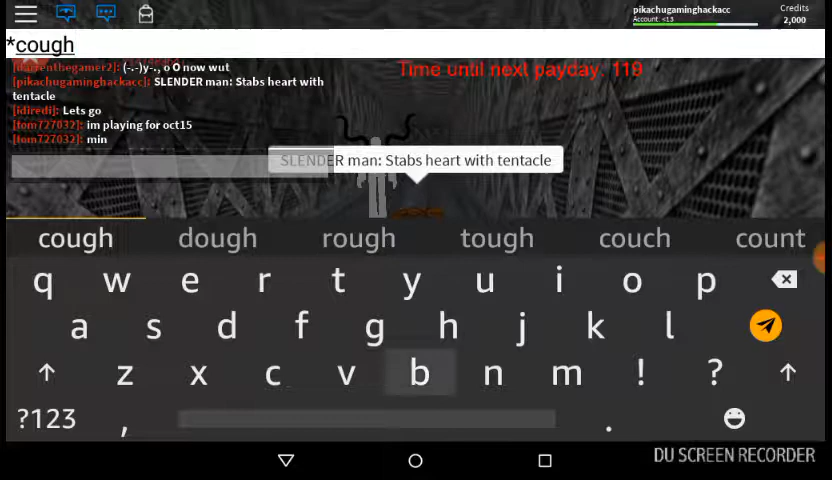 pikachugaminghackacc
Account: <13
Credits
2,000
*cough
[darrenthegamer2]: (-.-)y-., o O now wut
[pikachugaminghackacc]: SLENDER man: Stabs heart with
tentacle
[idiredi]: Lets go
[tom727032]: im playing for oct15
[tom727032]: min
Time until next payday: 119
SLENDER man: Stabs heart with tentacle
cough dough rough tough couch count
q w e r t y u i o p
a s d f g h j k l
z x c v b n m ! ?
?123 , .
DU SCREEN RECORDER